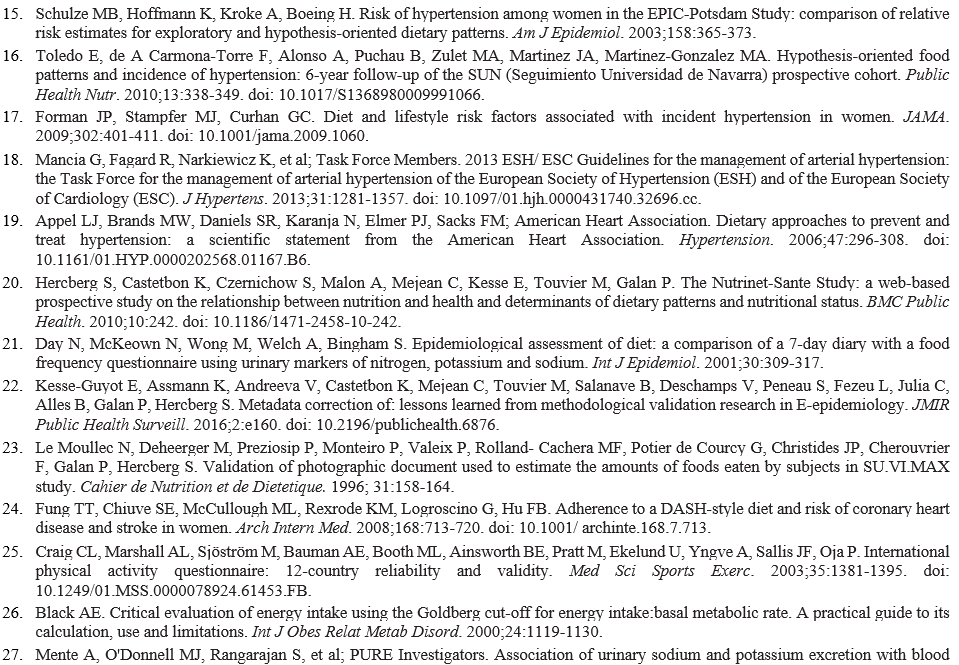 15. Schulze MB, Hoffmann K, Kroke A, Boeing H. Risk of hypertension among women in the EPIC-Potsdam Study: comparison of relative
risk estimates for exploratory and hypothesis-oriented dietary patterns. Am J Epidemiol. 2003;158:365-373.
16. Toledo E, de A Carmona-Torre F, Alonso A, Puchau B, Zulet MA, Martinez JA, Martinez-Gonzalez MA. Hypothesis-oriented food
patterns and incidence of hypertension: 6-year follow-up of the SUN (Seguimiento Universidad de Navarra) prospective cohort. Public
Health Nutr. 2010;13:338-349. doi: 10.1017/S1368980009991066.
17. Forman JP, Stampfer MJ, Curhan GC. Diet and lifestyle risk factors associated with incident hypertension in women. JAMA.
2009;302:401-411. doi: 10.1001/jama.2009.1060.
18. Mancia G, Fagard R, Narkiewicz K, et al; Task Force Members. 2013 ESH/ ESC Guidelines for the management of arterial hypertension:
the Task Force for the management of arterial hypertension of the European Society of Hypertension (ESH) and of the European Society
of Cardiology (ESC). J Hypertens. 2013;31:1281-1357. doi: 10.1097/01.hjh.0000431740.32696.cc.
19. Appel LJ, Brands MW, Daniels SR, Karanja N, Elmer PJ, Sacks FM; American Heart Association. Dietary approaches to prevent and
treat hypertension: a scientific statement from the American Heart Association. Hypertension. 2006;47:296-308. doi:
10.1161/01.HYP.0000202568.01167.B6.
20. Hercberg S, Castetbon K, Czernichow S, Malon A, Mejean C, Kesse E, Touvier M, Galan P. The Nutrinet-Sante Study: a web-based
prospective study on the relationship between nutrition and health and determinants of dietary patterns and nutritional status. BMC Public
Health. 2010;10:242. doi: 10.1186/1471-2458-10-242.
21. Day N, McKeown N, Wong M, Welch A, Bingham S. Epidemiological assessment of diet: a comparison of a 7-day diary with a food
frequency questionnaire using urinary markers of nitrogen, potassium and sodium. Int J Epidemiol. 2001;30:309-317.
22. Kesse-Guyot E, Assmann K, Andreeva V, Castetbon K, Mejean C, Touvier M, Salanave B, Deschamps V, Peneau S, Fezeu L, Julia C,
Alles B, Galan P, Hercberg S. Metadata correction of: lessons learned from methodological validation research in E-epidemiology. JMIR
Public Health Surveill. 2016;2:e160. doi: 10.2196/publichealth.6876.
23. Le Moullec N, Deheerger M, Preziosip P, Monteiro P, Valeix P, Rolland- Cachera MF, Potier de Courcy G, Christides JP, Cherouvrier
F, Galan P, Hercberg S. Validation of photographic document used to estimate the amounts of foods eaten by subjects in SU.VI.MAX
study. Cahier de Nutrition et de Dietetique. 1996; 31:158-164.
24. Fung TT, Chiuve SE, McCullough ML, Rexrode KM, Logroscino G, Hu FB. Adherence to a DASH-style diet and risk of coronary heart
disease and stroke in women. Arch Intern Med. 2008;168:713-720. doi: 10.1001/ archinte.168.7.713.
25. Craig CL, Marshall AL, Sjöström M, Bauman AE, Booth ML, Ainsworth BE, Pratt M, Ekelund U, Yngve A, Sallis JF, Oja P. International
physical activity questionnaire: 12-country reliability and validity. Med Sci Sports Exerc. 2003;35:1381-1395. doi:
10.1249/01.MSS.0000078924.61453.FB.
26. Black AE. Critical evaluation of energy intake using the Goldberg cut-off for energy intake:basal metabolic rate. A practical guide to its
calculation, use and limitations. Int J Obes Relat Metab Disord. 2000;24:1119-1130.
27. Mente A, O'Donnell MJ, Rangarajan S, et al; PURE Investigators. Association of urinary sodium and potassium excretion with blood